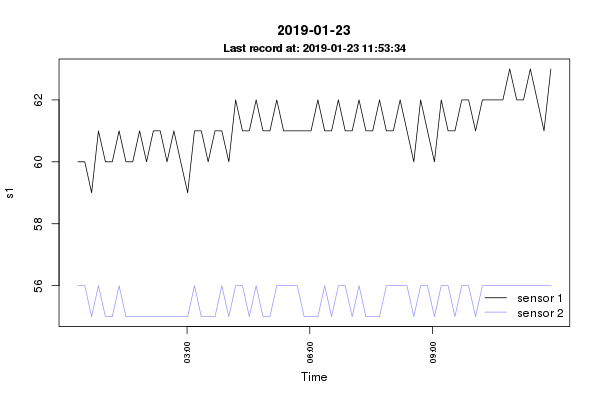 2019-01-23
Last record at: 2019-01-23 11:53:34
62
60
58
56
s1
sensor 1
sensor 2
03:00
06:00
09:00
Time